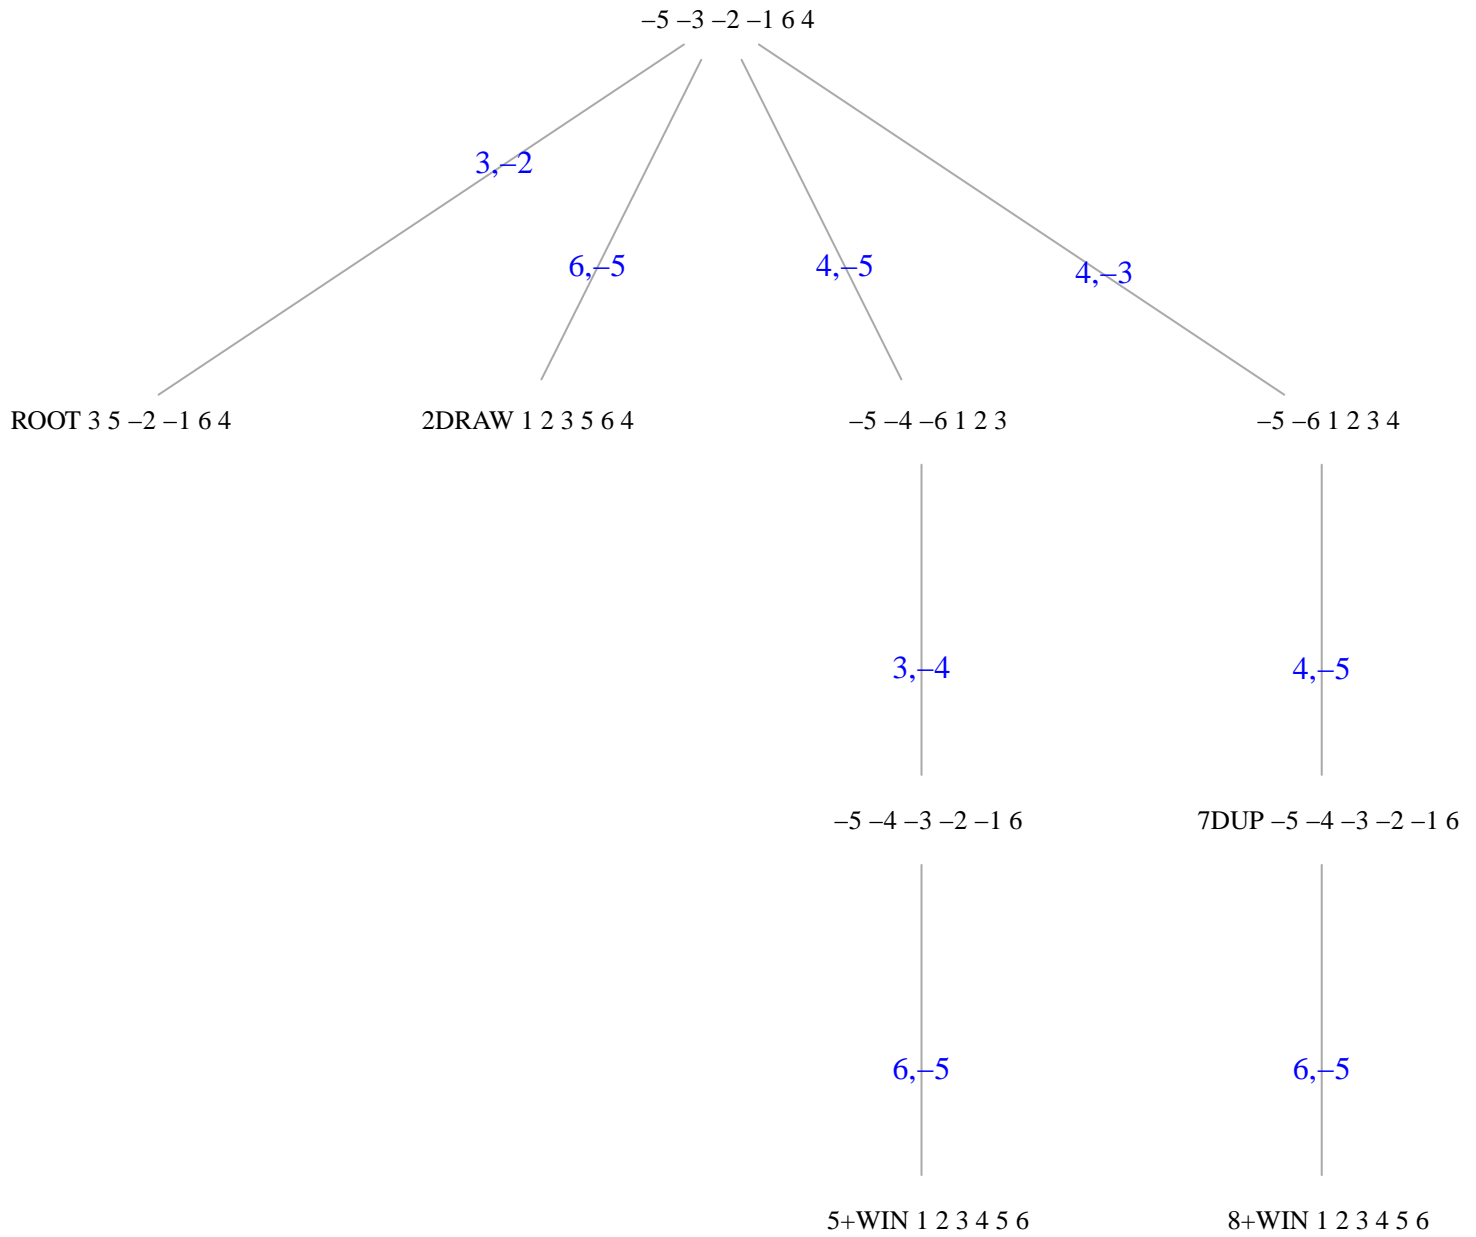 –5 –3 –2 –1 6 4
3,–2
6,–5
4,–5
4,–3
ROOT 3 5 –2 –1 6 4
2DRAW 1 2 3 5 6 4
–5 –4 –6 1 2 3
–5 –6 1 2 3 4
3,–4
4,–5
–5 –4 –3 –2 –1 6
7DUP –5 –4 –3 –2 –1 6
6,–5
6,–5
5+WIN 1 2 3 4 5 6
8+WIN 1 2 3 4 5 6